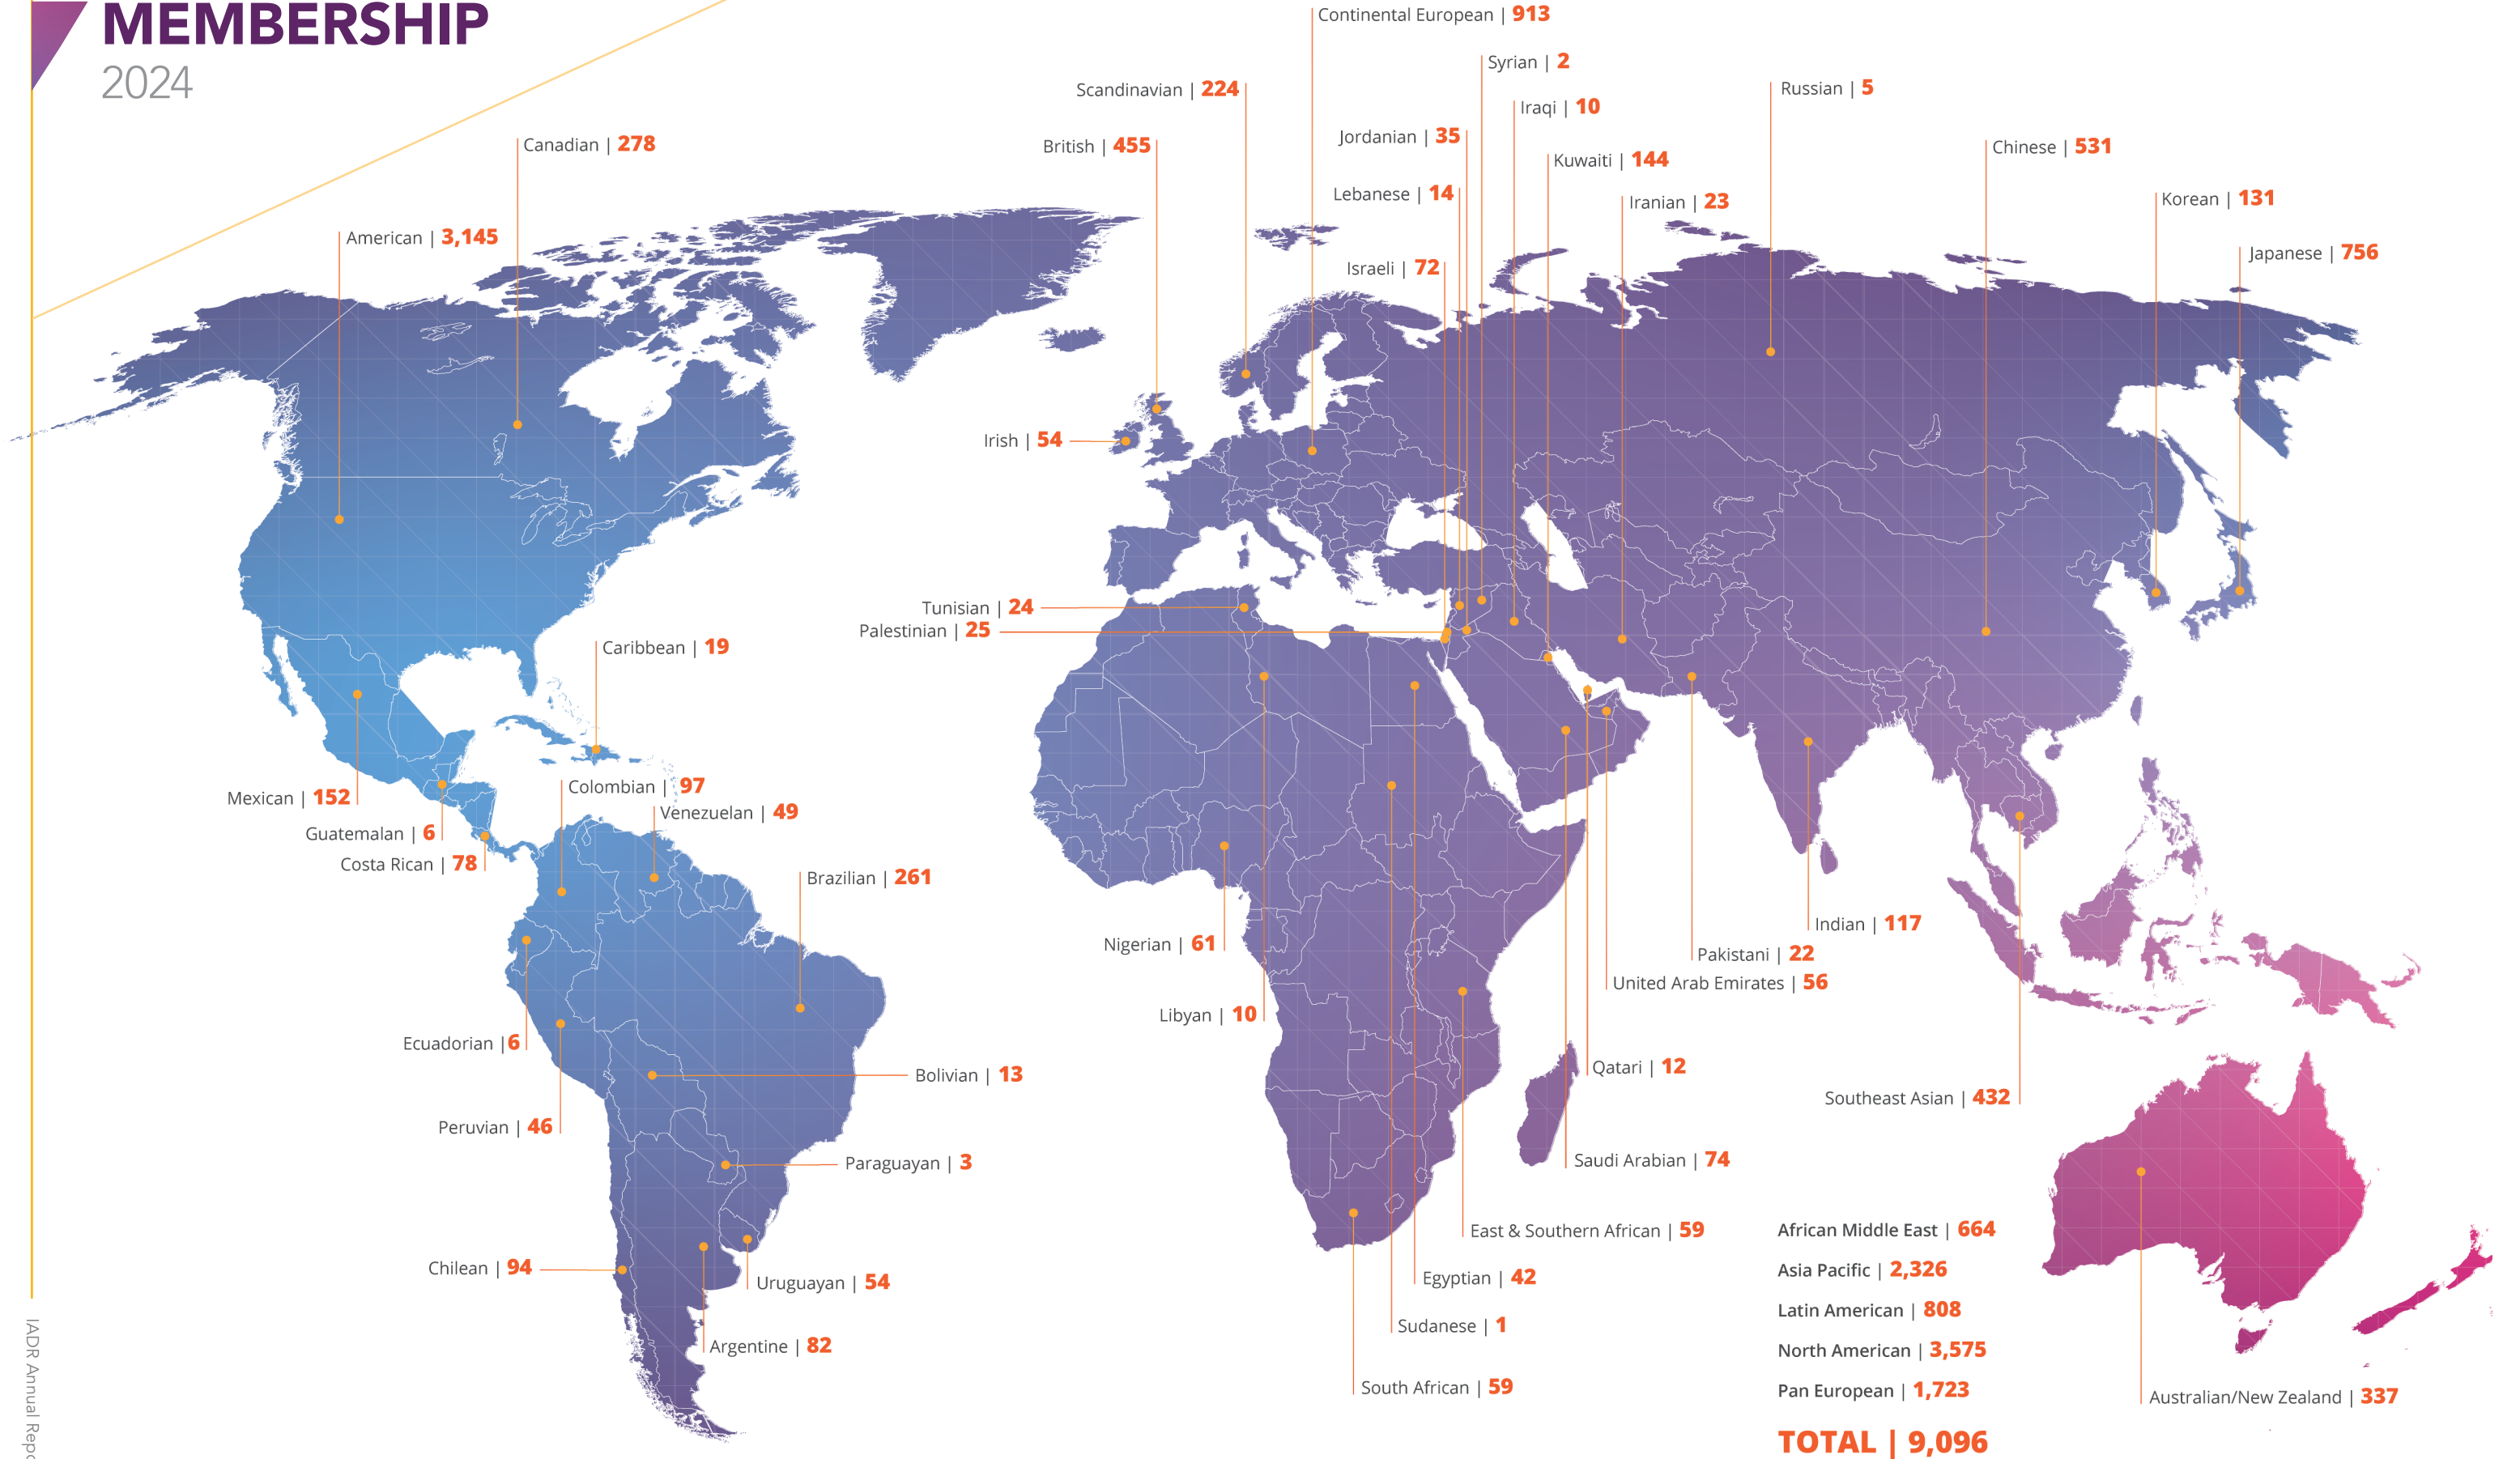 MEMBERSHIP
2024
Continental European | 913
Syrian | 2
Scandinavian | 224
Russian | 5
Iraqi | 10
Jordanian | 35
Canadian | 278
British | 455
Chinese | 531
Kuwaiti | 144
Lebanese | 14
Iranian | 23
Korean | 131
American | 3,145
Japanese | 756
Israeli | 72
Irish | 54
Tunisian | 24
Palestinian | 25
Caribbean | 19
Colombian | 97
Mexican | 152
Venezuelan | 49
Guatemalan | 6
Costa Rican | 78
Brazilian | 261
Indian | 117
Nigerian | 61
Pakistani | 22
United Arab Emirates | 56
Libyan | 10
Ecuadorian | 6
Qatari | 12
Bolivian | 13
Southeast Asian | 432
Peruvian | 46
Saudi Arabian | 74
Paraguayan | 3
East & Southern African | 59
Chilean | 94
Egyptian | 42
Uruguayan | 54
Sudanese | 1
Argentine | 82
South African | 59
Australian/New Zealand | 337
African Middle East | 664
Asia Pacific | 2,326
Latin American | 808
North American | 3,575
Pan European | 1,723
TOTAL | 9,096
IADR Annual